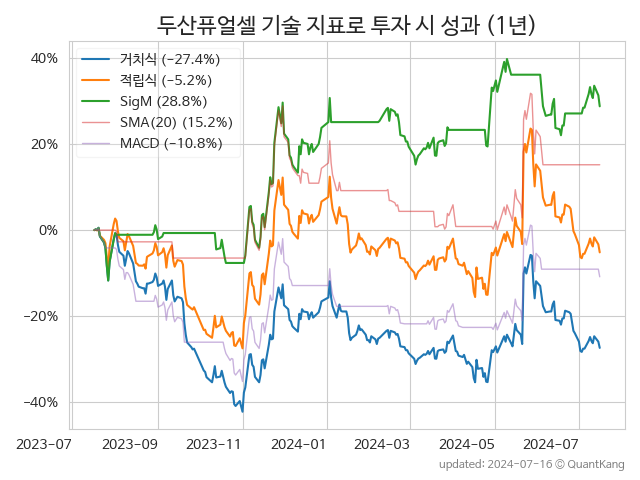 두산퓨얼셀 기술 지표로 투자 시 성과 (1년)
40%
20%
0%
−20%
−40%
거치식 (−27.4%)
적립식 (−5.2%)
SigM (28.8%)
SMA(20) (15.2%)
MACD (−10.8%)
2023−07
2023−09
2023−11
2024−01
2024−03
2024−05
2024−07
updated: 2024−07−16 © QuantKang